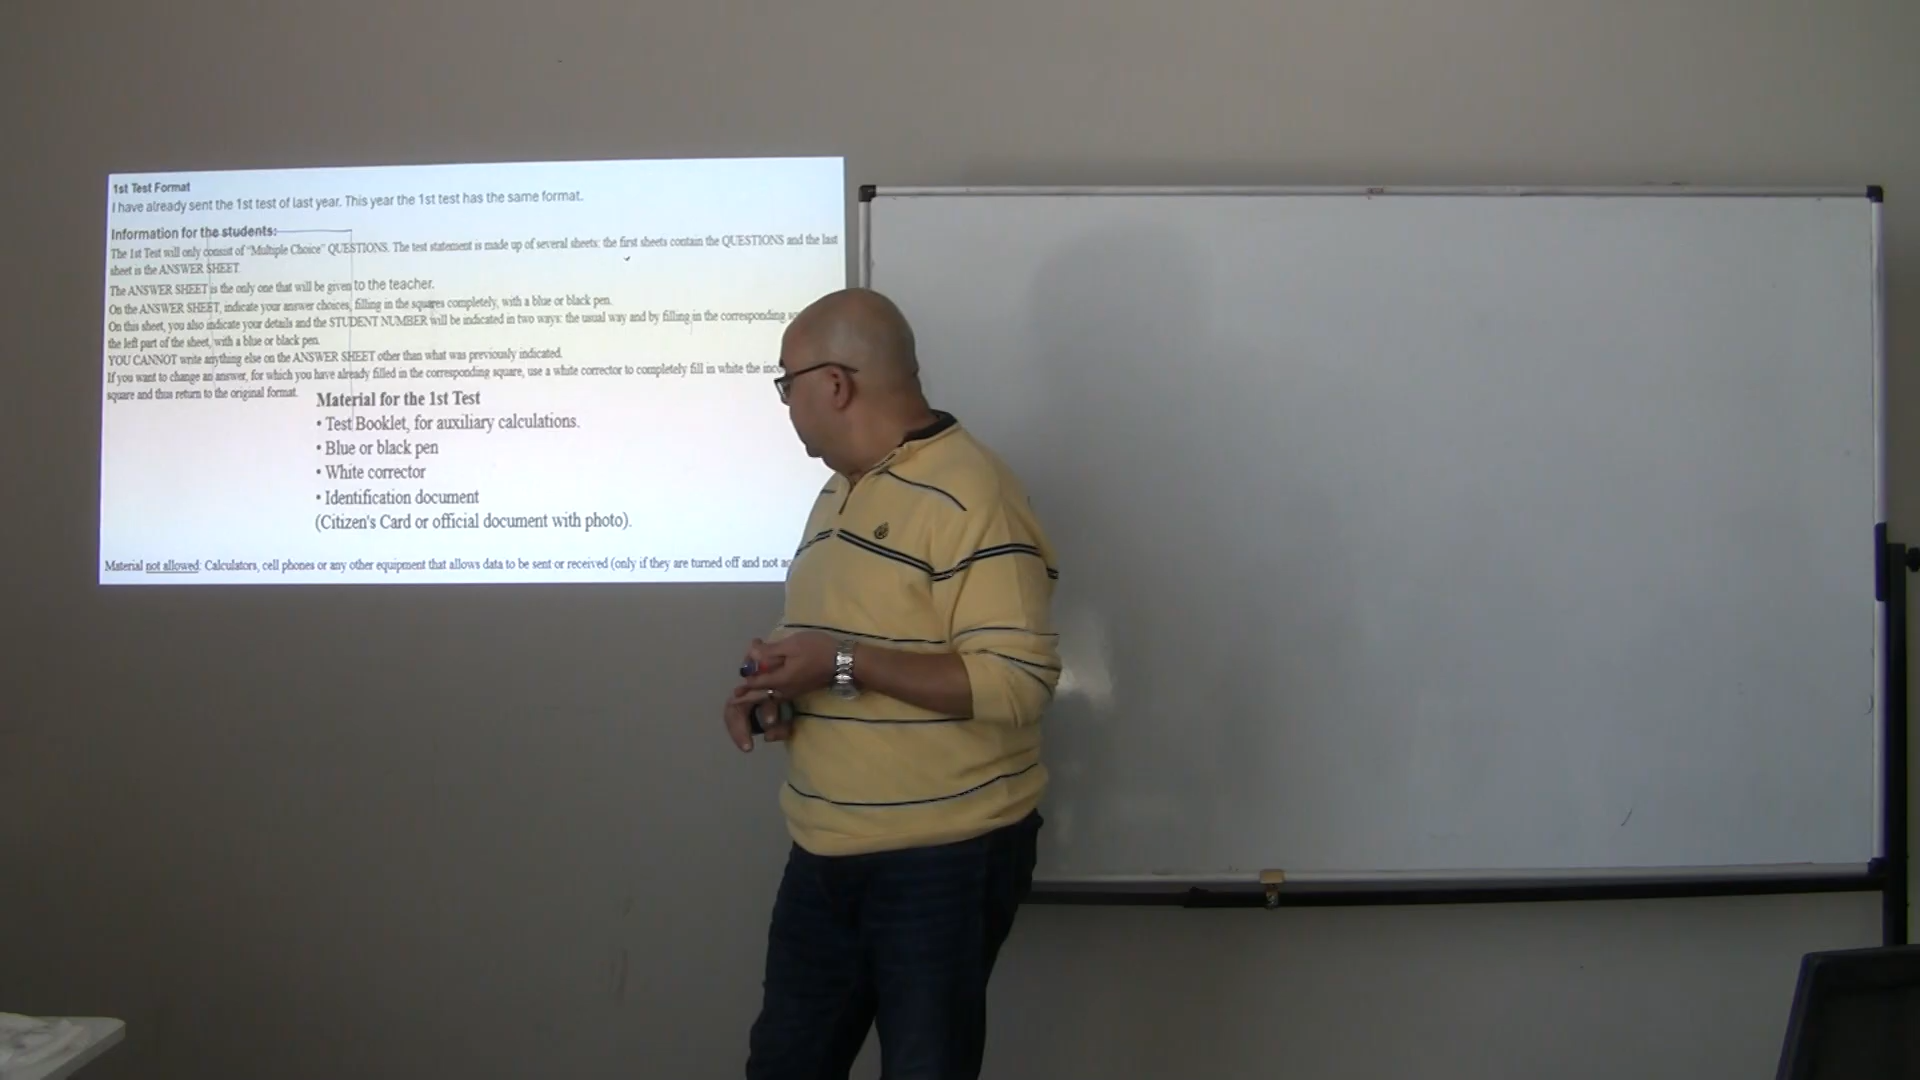 1st Test Format
I have already sent the 1st test of last year. This year the 1st test has the same format.
Information for the students:
The 1st Test will only consist of "Multiple Choice" QUESTIONS. The test statement is made up of several sheets: the first sheets contain the QUESTIONS and the last
sheet is the ANSWER SHEET.
The ANSWER SHEET is the only one that will be given to the teacher.
On the ANSWER SHEET, indicate your answer choices, filling in the squares completely, with a blue or black pen.
On this sheet, you also indicate your details and the STUDENT NUMBER will be indicated in two ways: the usual way and by filling in the corresponding
the left part of the sheet, with a blue or black pen.
YOU CANNOT write anything else on the ANSWER SHEET other than what was previously indicated.
If you want to change an answer, for which you have already filled in the corresponding square, use a white corrector to completely fill in white the
square and thus return to the original format.
Material for the 1st Test
• Test Booklet, for auxiliary calculations.
• Blue or black pen
• White corrector
• Identification document
(Citizen's Card or official document with photo).
Material not allowed: Calculators, cell phones or any other equipment that allows data to be sent or received (only if they are turned off and not